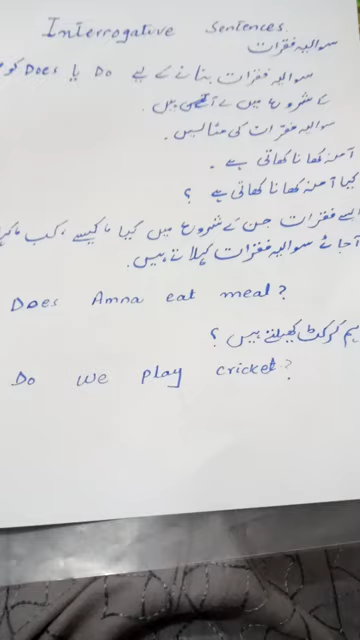 Interrogative Sentences.
سوالیہ فقرات
سوالیہ فقرات بنانے کے لیے Do یا Does کو
کے شروع میں لے آتے ہیں.
سوالیہ فقرات کی مثالیں.
آمنہ کھانا کھاتی ہے.
کیا آمنہ کھانا کھاتی ہے ؟
ایسے فقرات جن کے شروع میں کیا، کیسے، کب،
آجائے سوالیہ فقرات کہلاتے ہیں.
Does Amna eat meal?
ہم کرکٹ کھیلتے ہیں ؟
Do we play cricket?